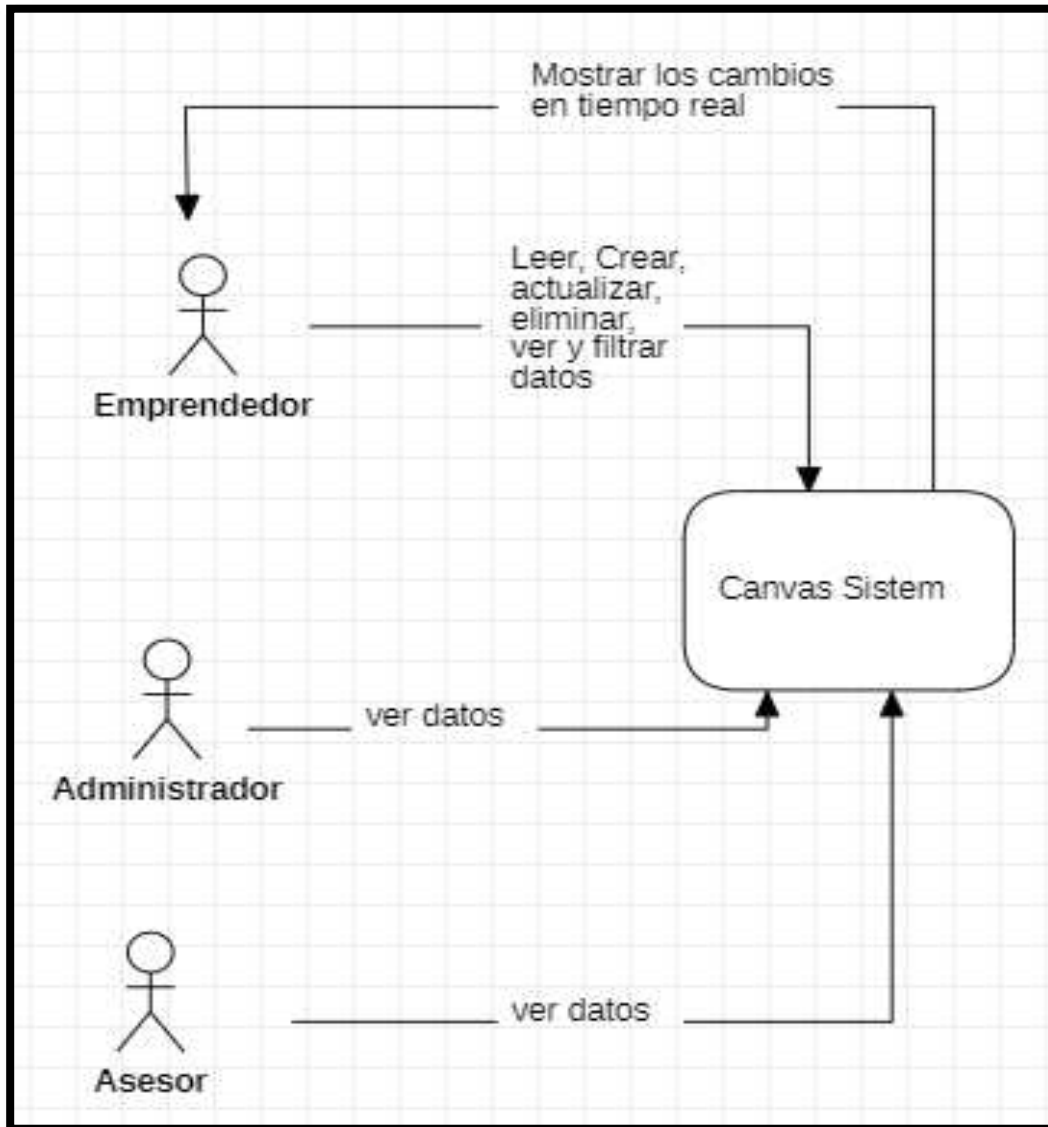 Mostrar los cambios
en tiempo real
Leer, Crear,
actualizar,
eliminar,
ver y filtrar
datos
Emprendedor
Canvas Sistem
ver datos
Administrador
ver datos
Asesor